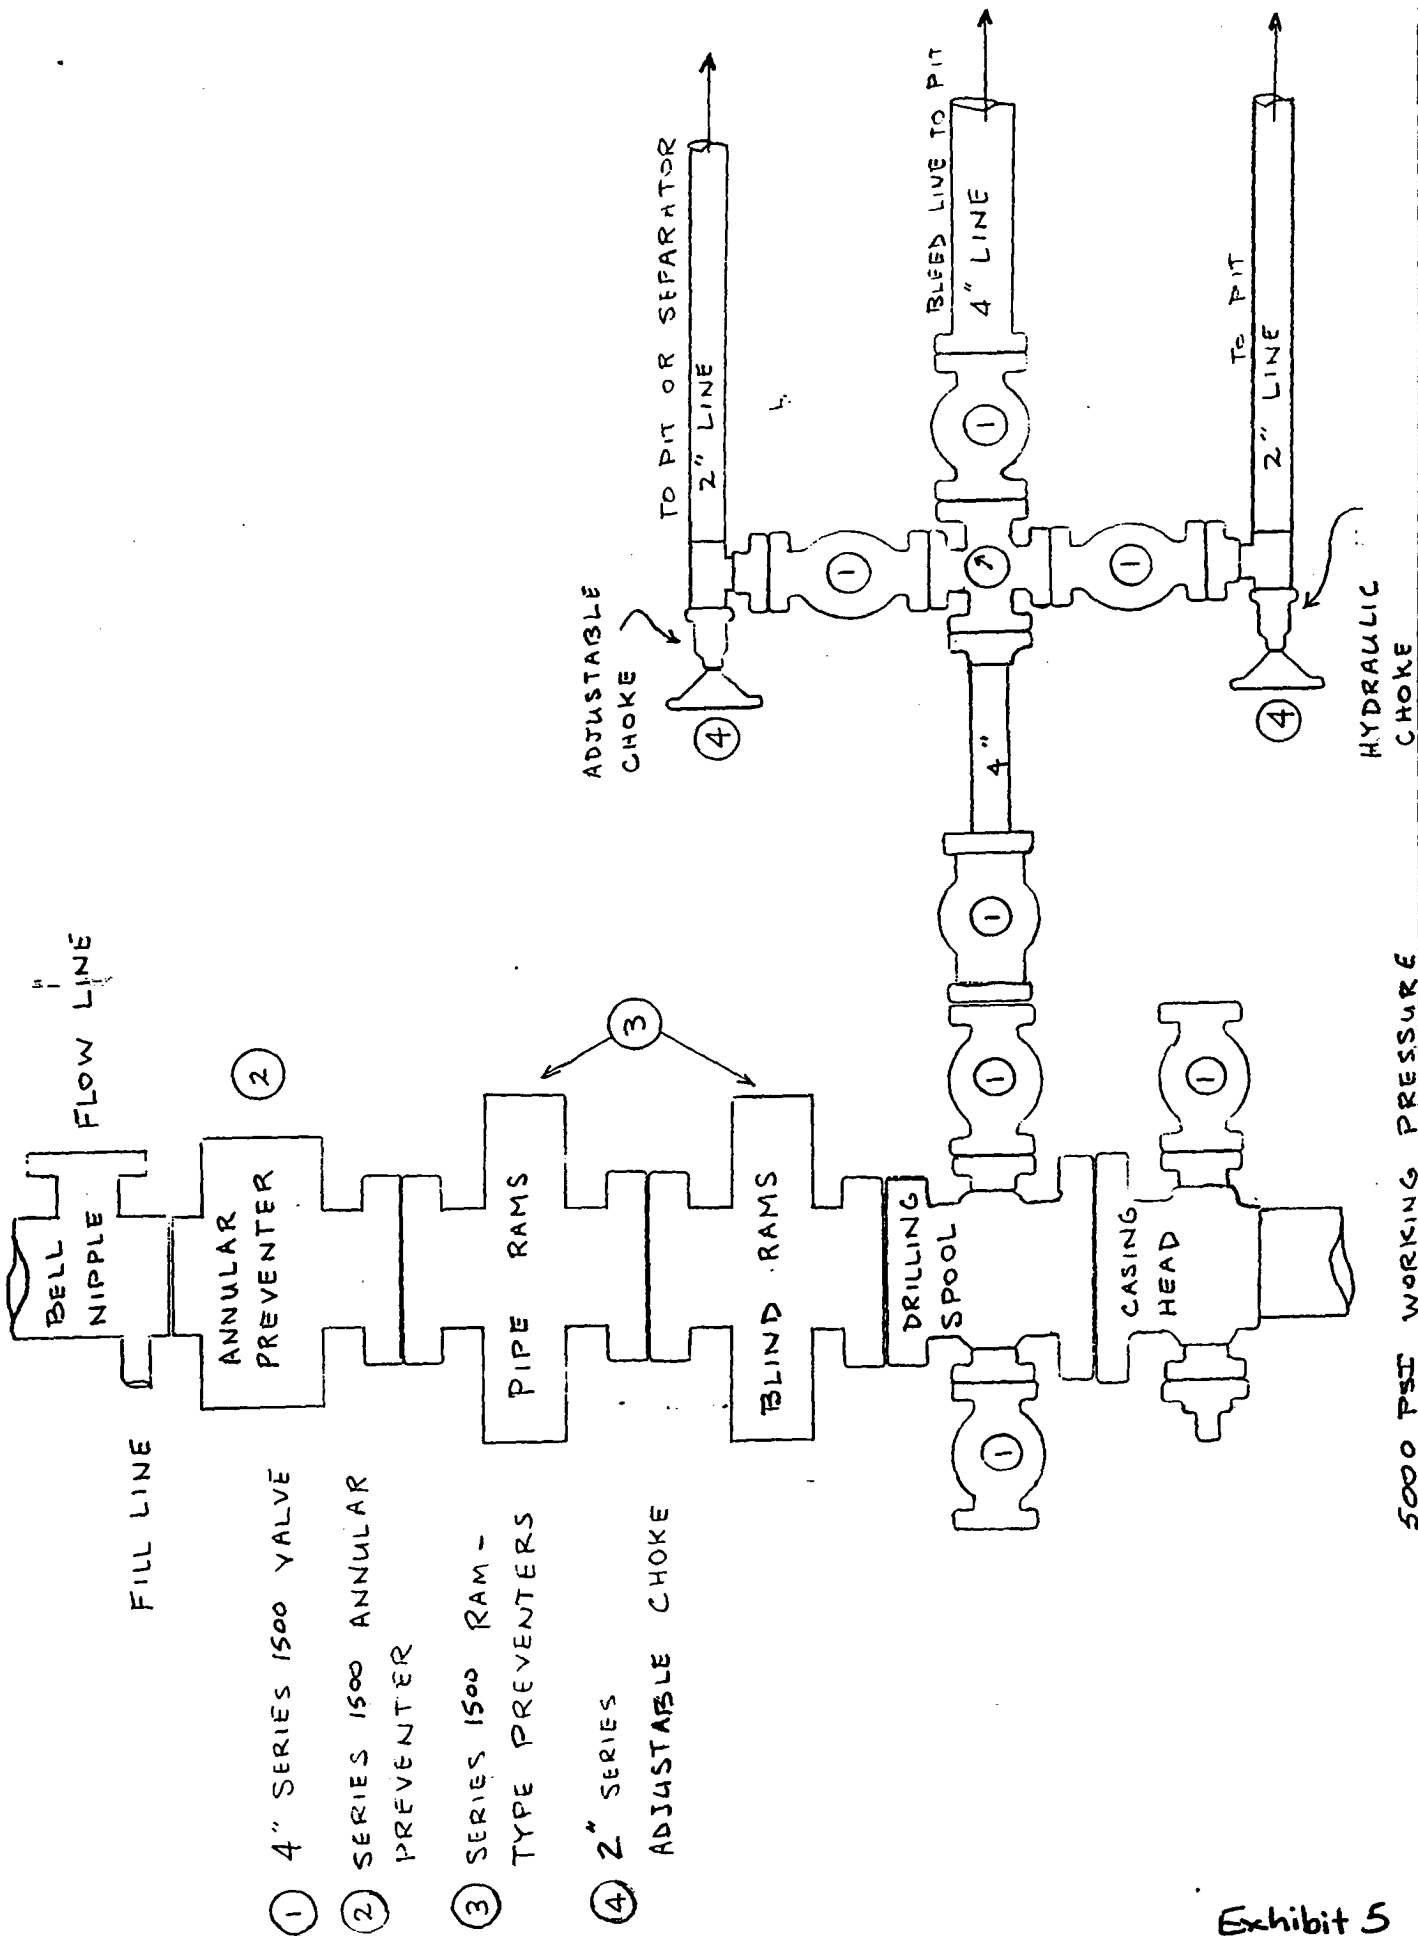 FILL LINE
BELL
NIPPLE
FLOW LINE
① 4" SERIES 1500 VALVE
② SERIES 1500 ANNULAR
PREVENTER
③ SERIES 1500 RAM-
TYPE PREVENTERS
④ 2" SERIES
ADJUSTABLE CHOKE
ANNULAR
PREVENTER
②
PIPE RAMS
③
BLIND RAMS
DRILLING
SPOOL
①
①
①
4"
CASING
HEAD
①
ADJUSTABLE
CHOKE
④
TO PIT OR SEPARATOR
2" LINE
①
①
BLEED LINE TO PIT
4" LINE
①
TO PIT
2" LINE
④
HYDRAULIC
CHOKE
5000 PSI WORKING PRESSURE
Exhibit 5